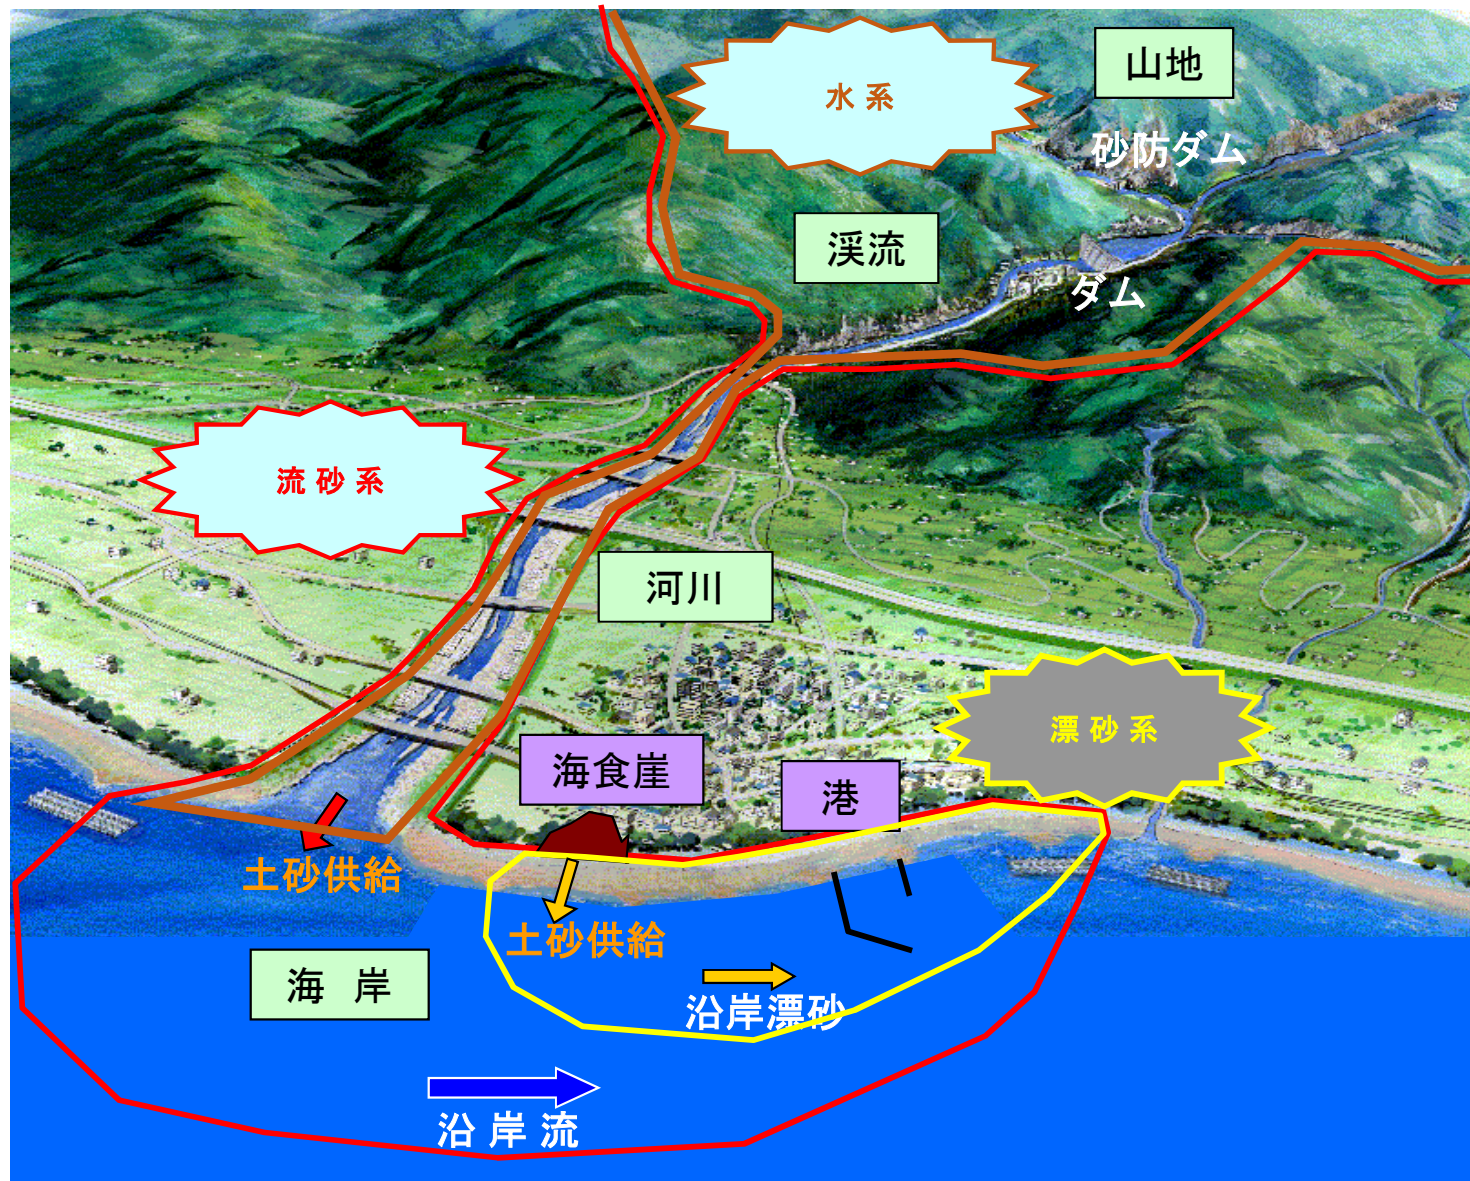 山地
水 系
砂防ダム
渓流
ダム
流 砂 系
河川
漂 砂 系
海食崖
港
土砂供給
土砂供給
海 岸
沿岸漂砂
沿 岸 流